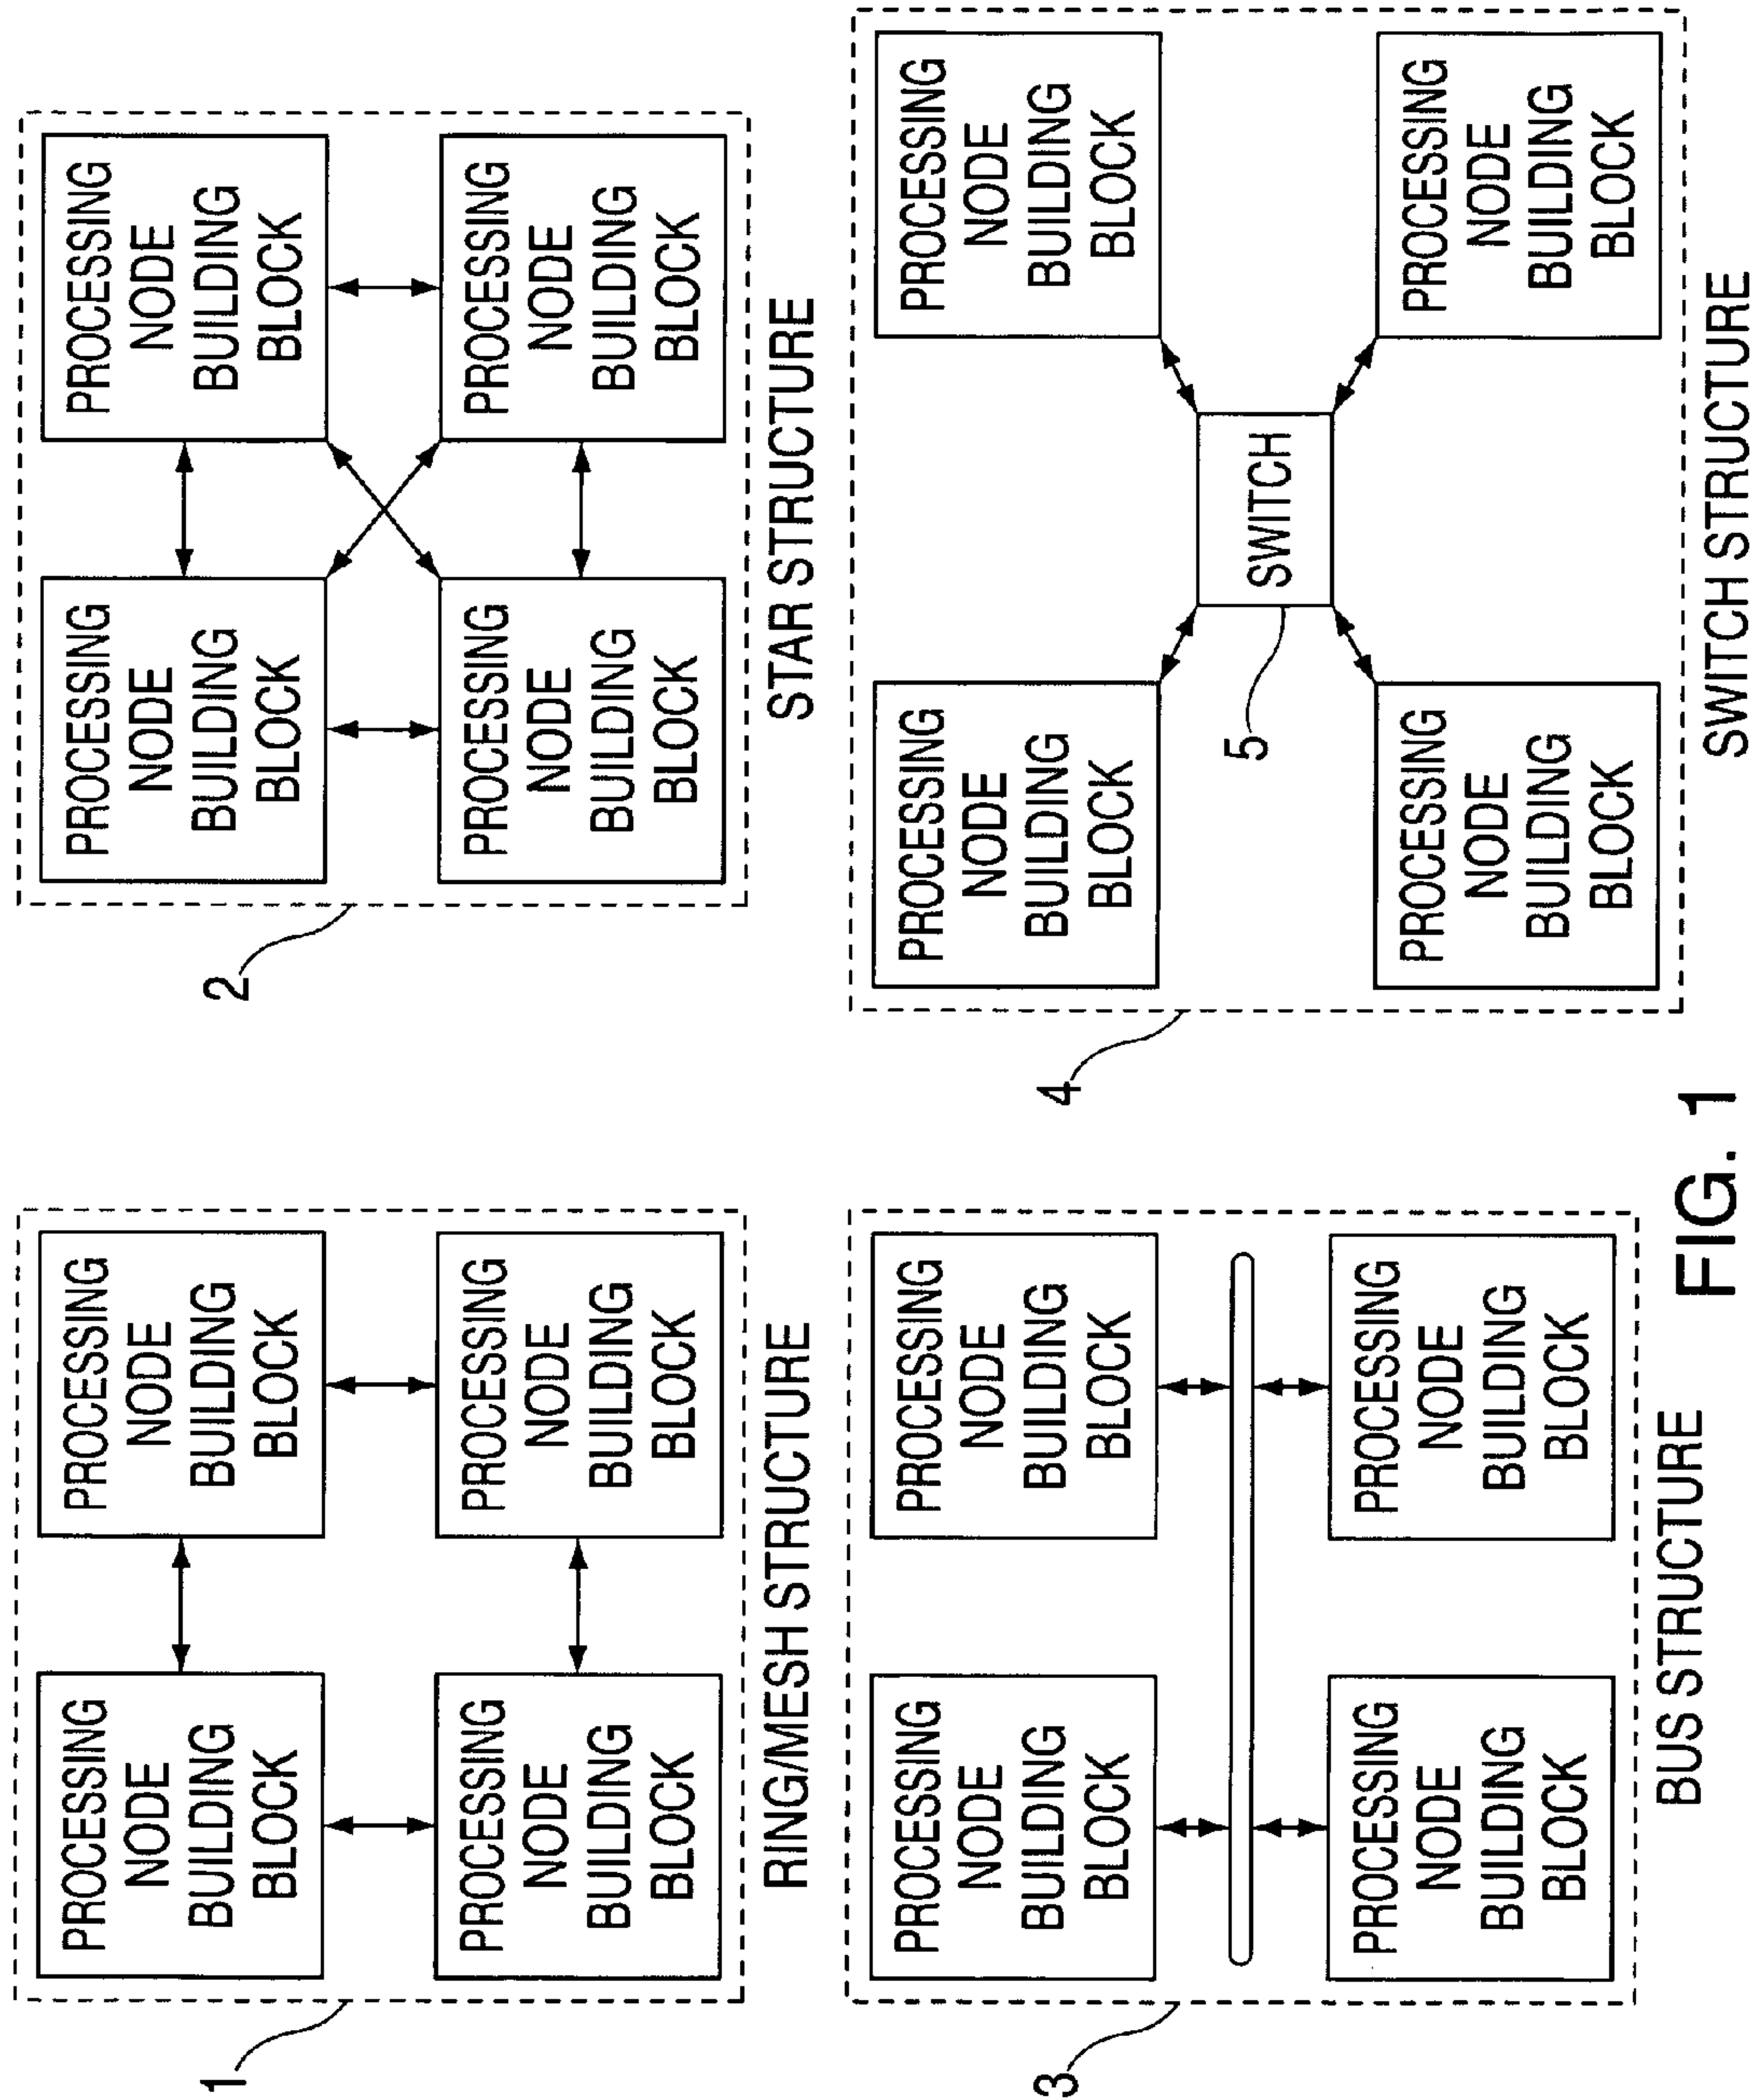 1
PROCESSING
NODE
BUILDING
BLOCK
PROCESSING
NODE
BUILDING
BLOCK
PROCESSING
NODE
BUILDING
BLOCK
PROCESSING
NODE
BUILDING
BLOCK
RING/MESH STRUCTURE
2
PROCESSING
NODE
BUILDING
BLOCK
PROCESSING
NODE
BUILDING
BLOCK
PROCESSING
NODE
BUILDING
BLOCK
PROCESSING
NODE
BUILDING
BLOCK
STAR STRUCTURE
3
PROCESSING
NODE
BUILDING
BLOCK
PROCESSING
NODE
BUILDING
BLOCK
PROCESSING
NODE
BUILDING
BLOCK
PROCESSING
NODE
BUILDING
BLOCK
BUS STRUCTURE
4
PROCESSING
NODE
BUILDING
BLOCK
PROCESSING
NODE
BUILDING
BLOCK
5
SWITCH
PROCESSING
NODE
BUILDING
BLOCK
PROCESSING
NODE
BUILDING
BLOCK
SWITCH STRUCTURE
FIG. 1